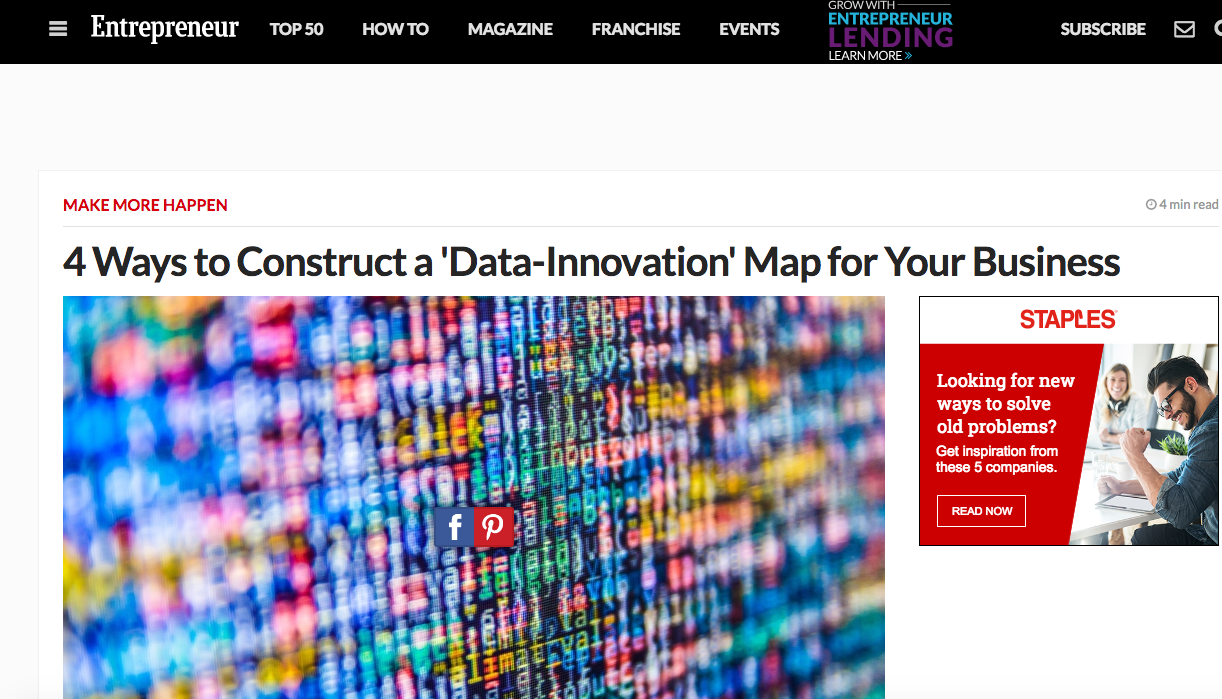 Entrepreneur
TOP 50
HOW TO
MAGAZINE
FRANCHISE
EVENTS
GROW WITH
ENTREPRENEUR
LENDING
LEARN MORE »
SUBSCRIBE
MAKE MORE HAPPEN
4 min read
4 Ways to Construct a 'Data-Innovation' Map for Your Business
STAPLES
Looking for new
ways to solve
old problems?
Get inspiration from
these 5 companies.
READ NOW
click